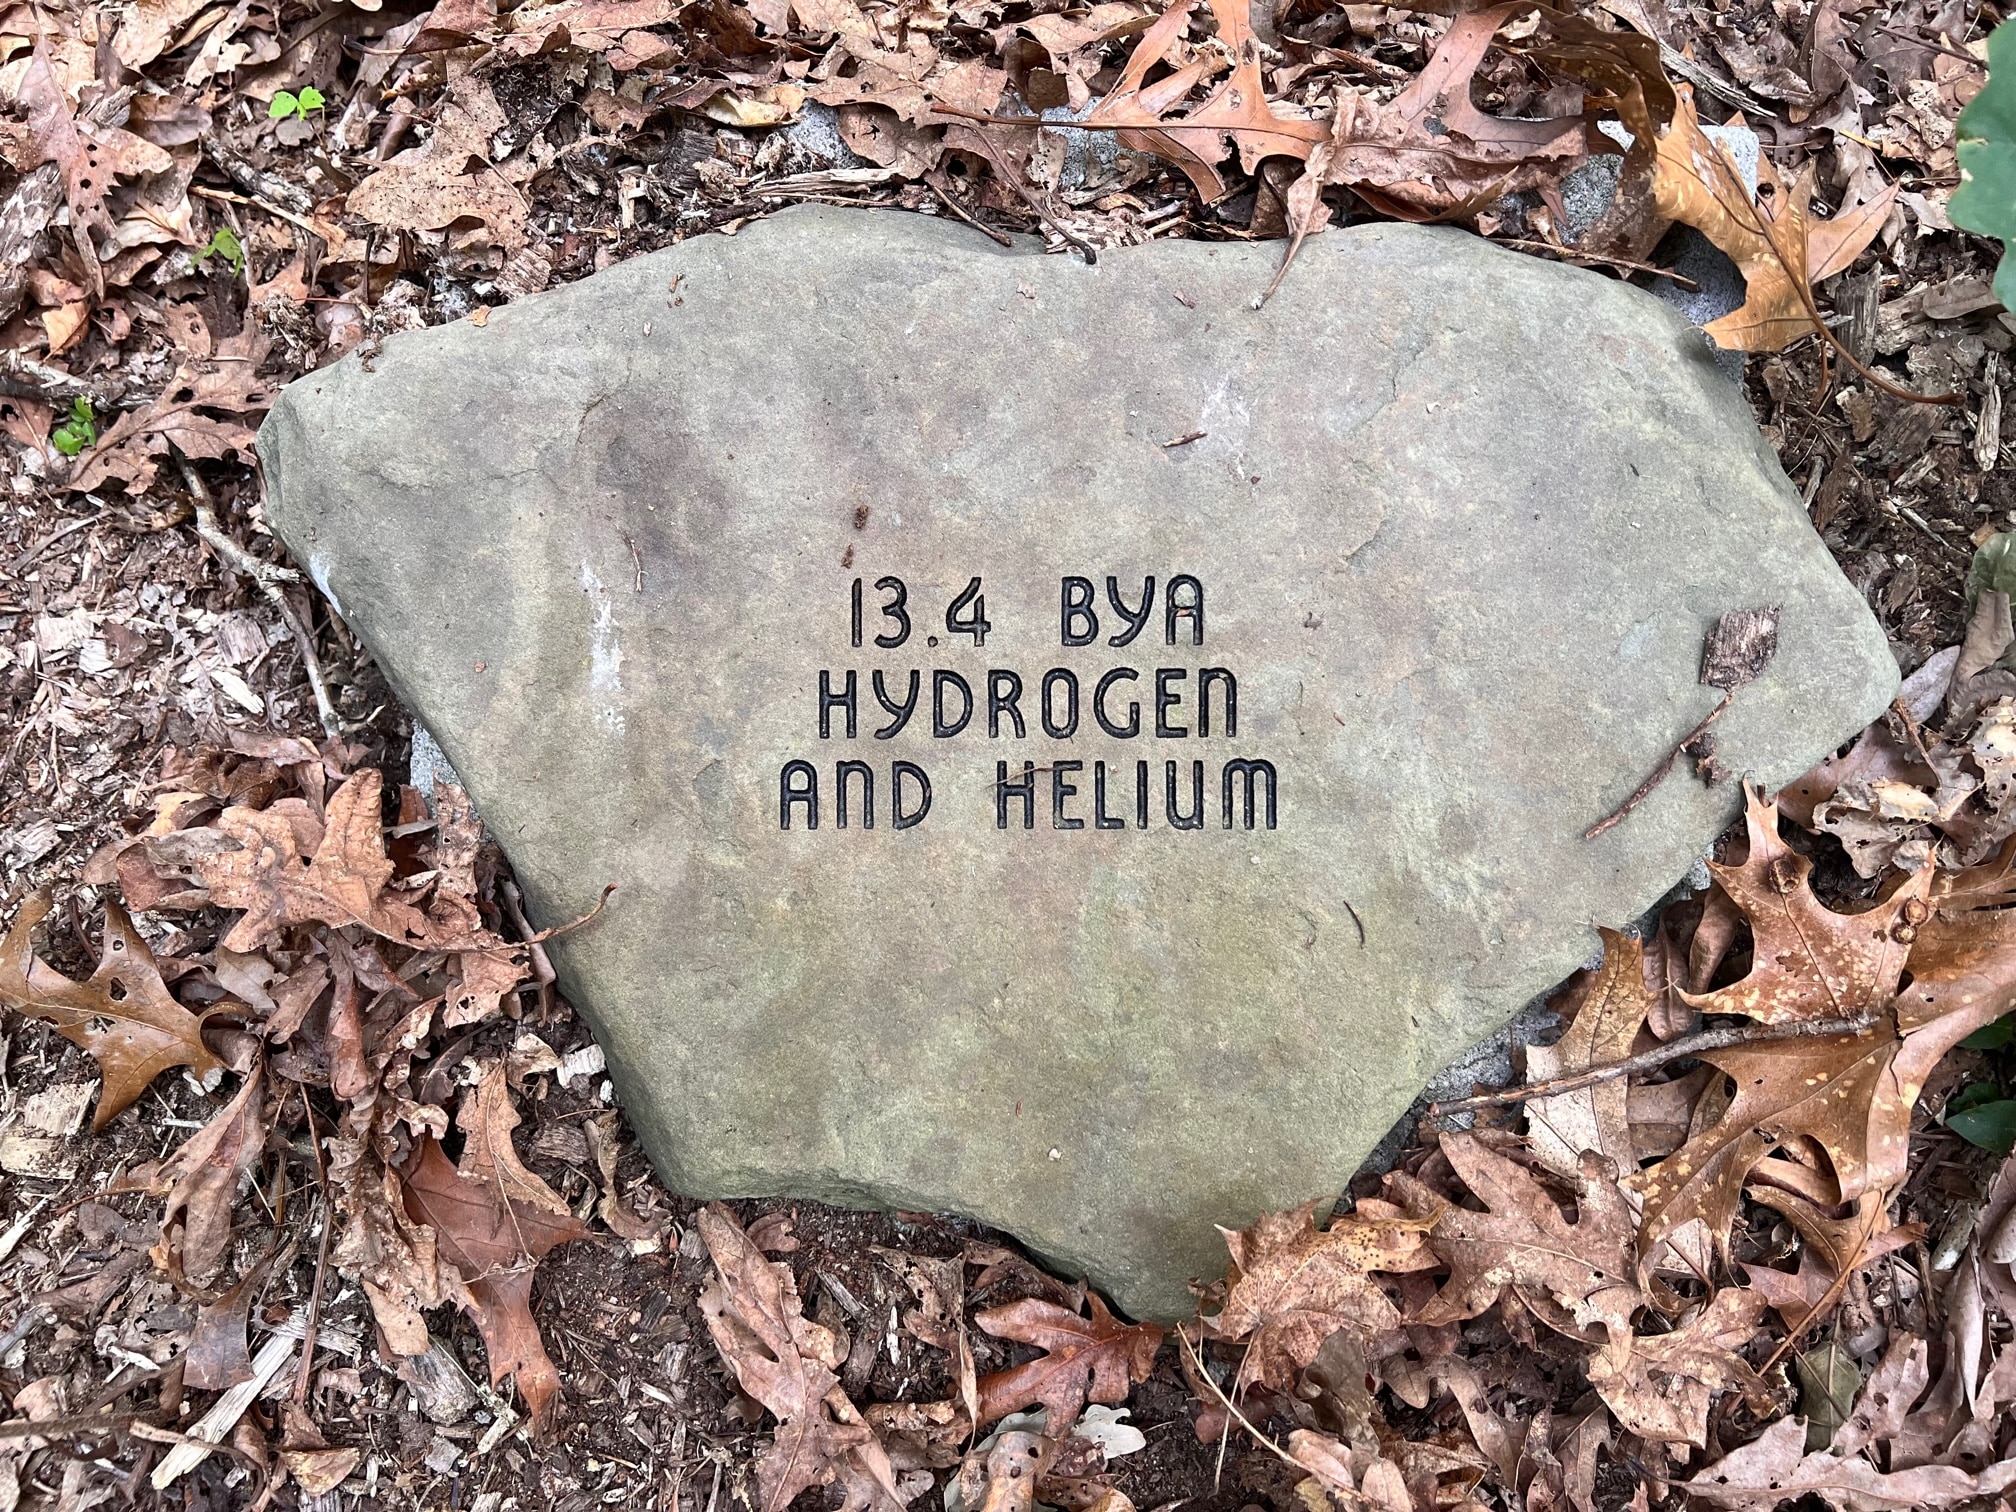 13.4 BYA
HYDROGEN
AND HELIUM